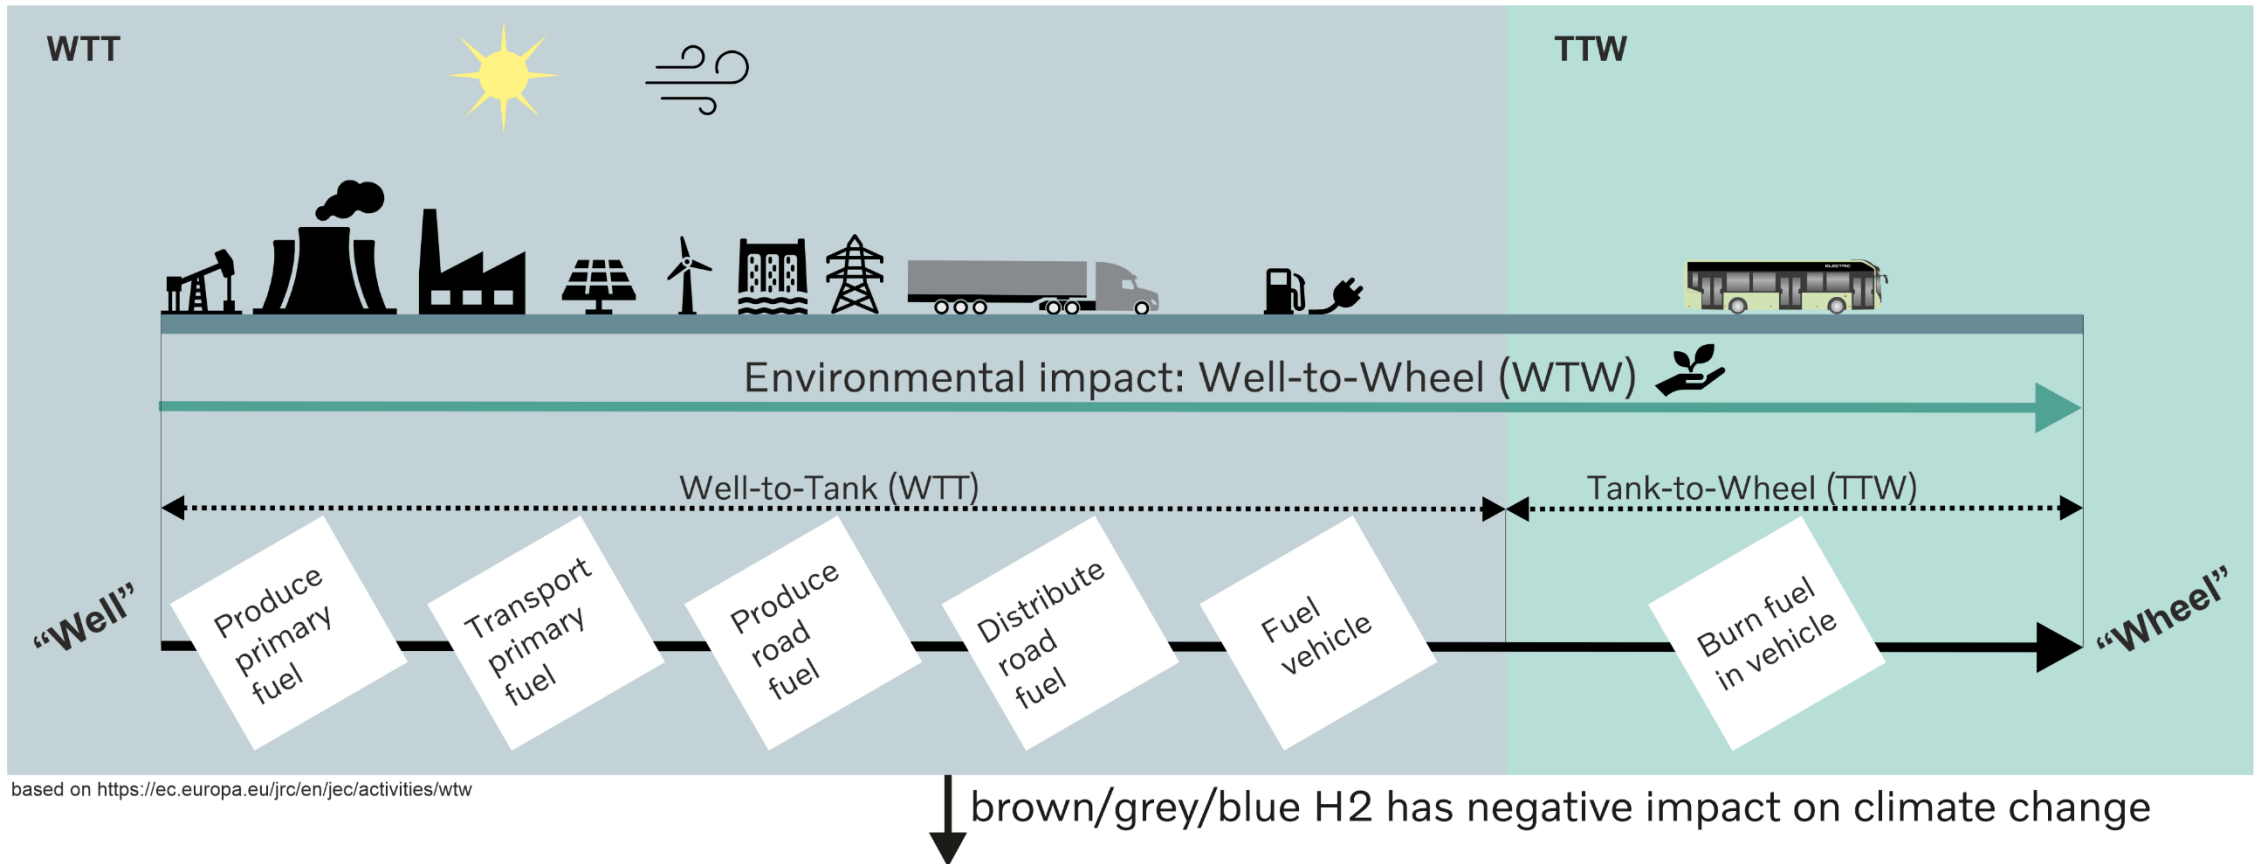 WTT
TTW
ELECTRIC
Environmental impact: Well-to-Wheel (WTW)
Well-to-Tank (WTT)
Tank-to-Wheel (TTW)
“Well”
Produce
primary
fuel
Transport
primary
fuel
Produce
road
fuel
Distribute
road
fuel
Fuel
vehicle
Burn fuel
in vehicle
“Wheel”
based on https://ec.europa.eu/jrc/en/jec/activities/wtw
brown/grey/blue H2 has negative impact on climate change